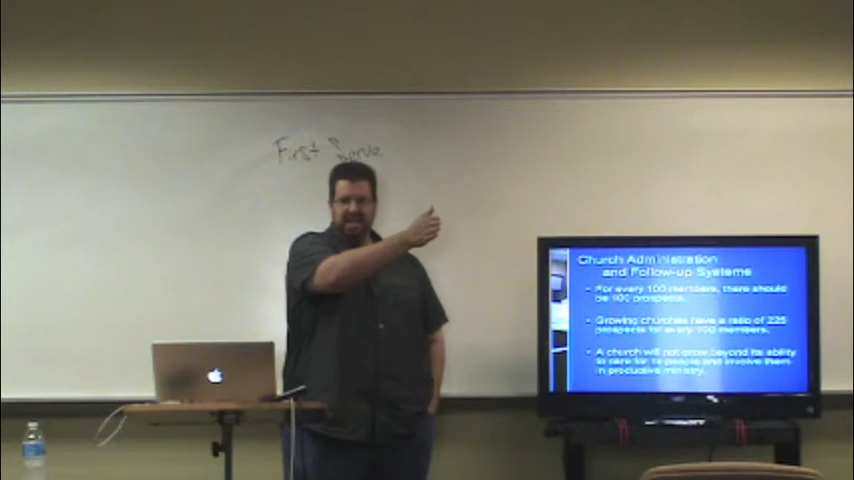 First Serve
Church Administration
and Follow-up Systems
• For every 100 members, there should
be 100 prospects.
• Growing churches have a ratio of 225
prospects for every 100 members.
• A church will not grow beyond its ability
to care for its people and involve them
in productive ministry.